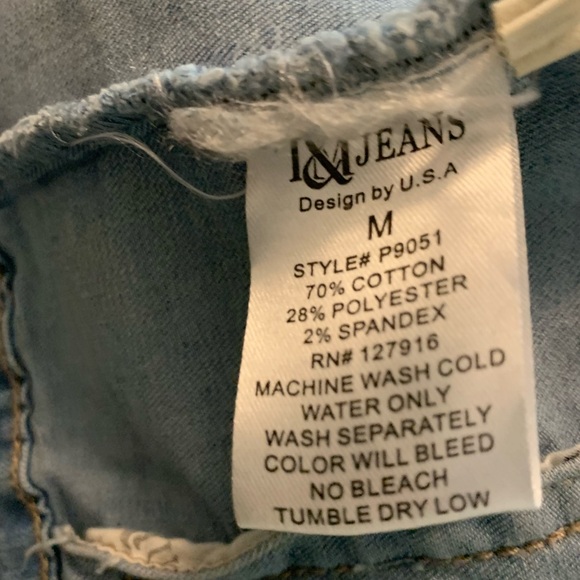 I&M JEANS
Design by U.S.A
M
STYLE# P9051
70% COTTON
28% POLYESTER
2% SPANDEX
RN# 127916
MACHINE WASH COLD
WATER ONLY
WASH SEPARATELY
COLOR WILL BLEED
NO BLEACH
TUMBLE DRY LOW